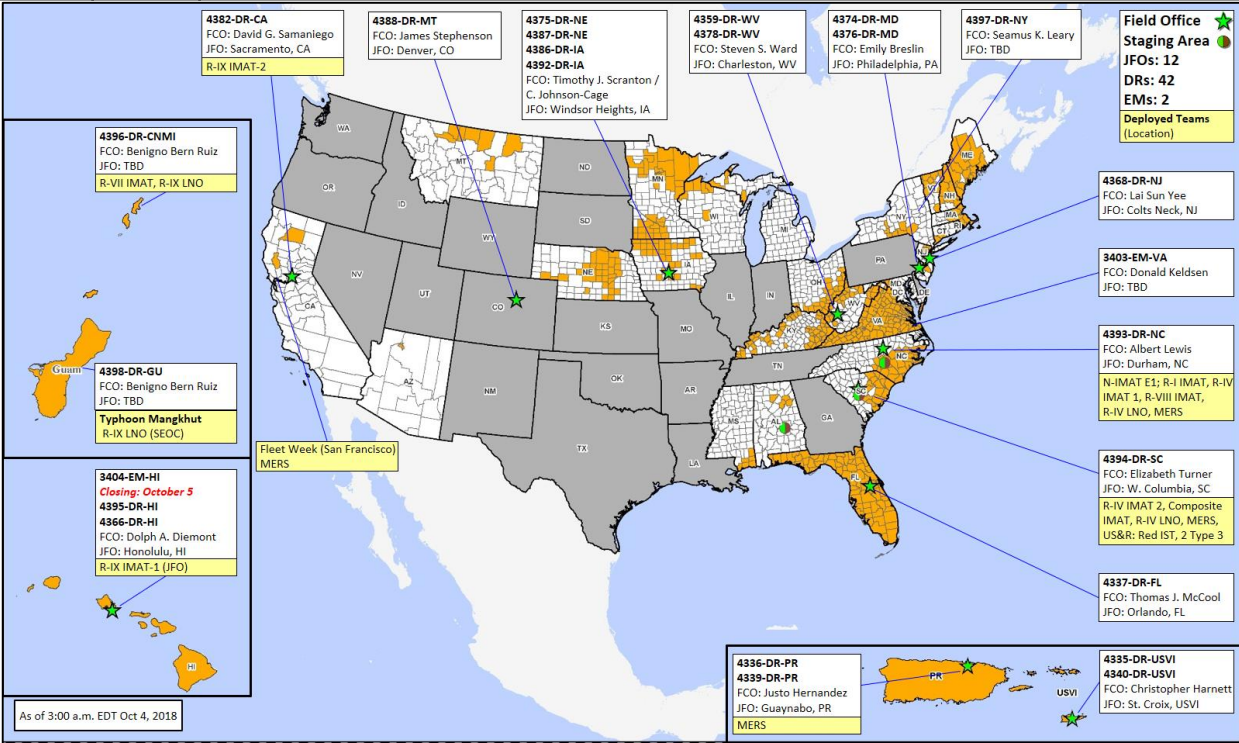 4382-DR-CA
FCO: David G. Samaniego
JFO: Sacramento, CA
R-IX IMAT-2
4388-DR-MT
FCO: James Stephenson
JFO: Denver, CO
4375-DR-NE
4387-DR-NE
4386-DR-IA
4392-DR-IA
FCO: Timothy J. Scranton /
C. Johnson-Cage
JFO: Windsor Heights, IA
4359-DR-WV
4378-DR-WV
FCO: Steven S. Ward
JFO: Charleston, WV
4374-DR-MD
4376-DR-MD
FCO: Emily Breslin
JFO: Philadelphia, PA
4397-DR-NY
FCO: Seamus K. Leary
JFO: TBD
Field Office
Staging Area
JFOs: 12
DRs: 42
EMs: 2
Deployed Teams
(Location)
4396-DR-CNMI
FCO: Benigno Bern Ruiz
JFO: TBD
R-VII IMAT, R-IX LNO
4368-DR-NJ
FCO: Lai Sun Yee
JFO: Colts Neck, NJ
3403-EM-VA
FCO: Donald Keldsen
JFO: TBD
4393-DR-NC
FCO: Albert Lewis
JFO: Durham, NC
N-IMAT E1; R-I IMAT, R-IV
IMAT 1, R-VIII IMAT,
R-IV LNO, MERS
Guam
4398-DR-GU
FCO: Benigno Bern Ruiz
JFO: TBD
Typhoon Mangkhut
R-IX LNO (SEOC)
Fleet Week (San Francisco)
MERS
3404-EM-HI
Closing: October 5
4395-DR-HI
4366-DR-HI
FCO: Dolph A. Diemont
JFO: Honolulu, HI
R-IX IMAT-1 (JFO)
4394-DR-SC
FCO: Elizabeth Turner
JFO: W. Columbia, SC
R-IV IMAT 2, Composite
IMAT, R-IV LNO, MERS,
US&R: Red IST, 2 Type 3
4337-DR-FL
FCO: Thomas J. McCool
JFO: Orlando, FL
4336-DR-PR
4339-DR-PR
FCO: Justo Hernandez
JFO: Guaynabo, PR
MERS
4335-DR-USVI
4340-DR-USVI
FCO: Christopher Harnett
JFO: St. Croix, USVI
As of 3:00 a.m. EDT Oct 4, 2018
WA
MT
ND
MN
ME
OR
ID
SD
WI
MI
VT
NH
NY
MA
RI
CT
WY
NE
IA
PA
NJ
NV
UT
CO
IL
IN
OH
WV
MD
DC
DE
CA
KS
MO
KY
VA
AZ
NM
OK
AR
TN
NC
SC
TX
LA
MS
AL
GA
FL
HI
PR
USVI